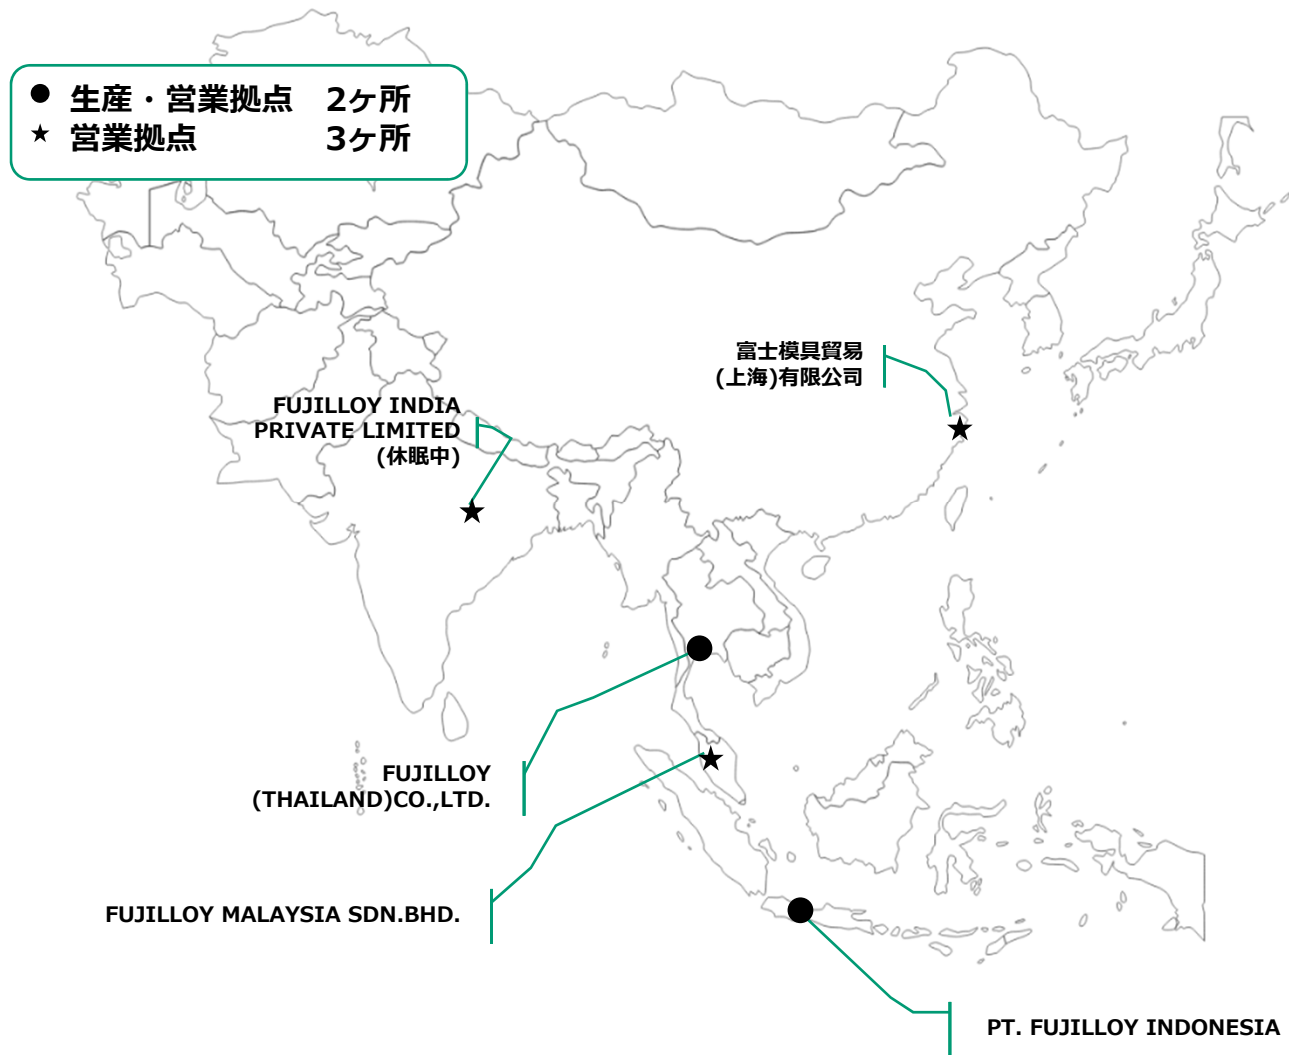 ● 生産・営業拠点 2ヶ所
★ 営業拠点 3ヶ所
富士模具貿易
(上海)有限公司
FUJILLOY INDIA
PRIVATE LIMITED
(休眠中)
FUJILLOY
(THAILAND)CO.,LTD.
FUJILLOY MALAYSIA SDN.BHD.
PT. FUJILLOY INDONESIA